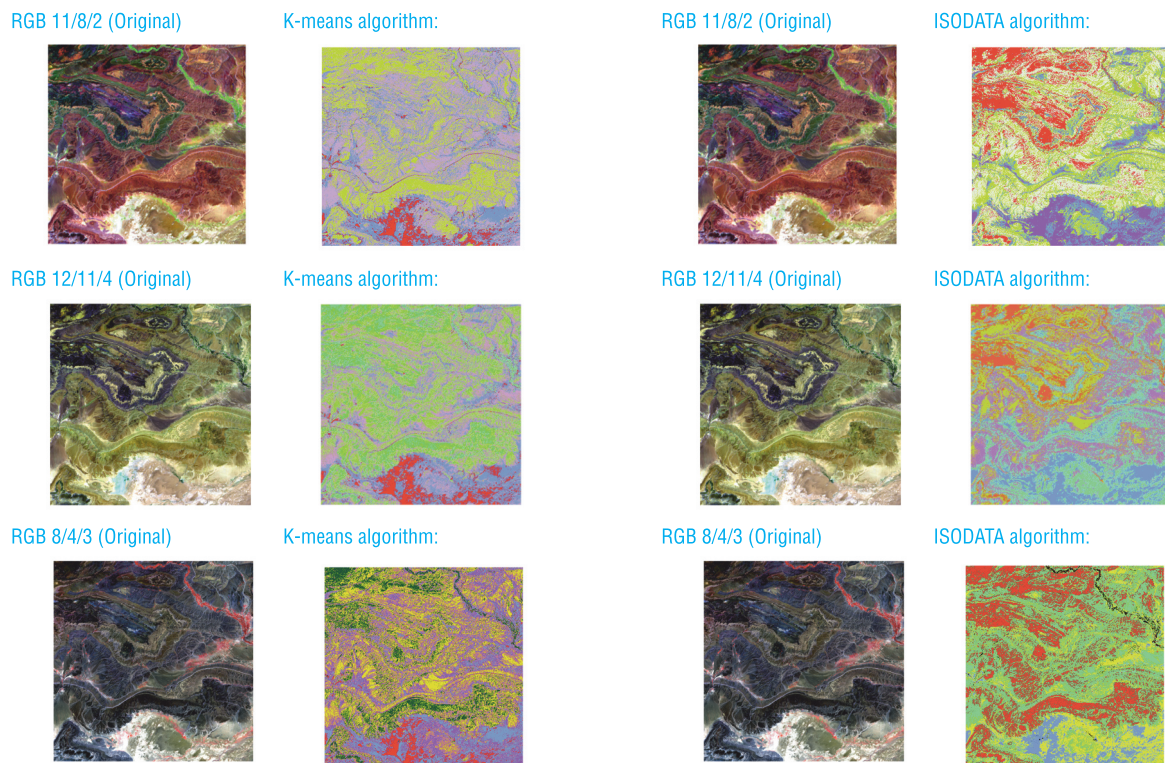 RGB 11/8/2 (Original)
K-means algorithm:
RGB 11/8/2 (Original)
ISODATA algorithm:
RGB 12/11/4 (Original)
K-means algorithm:
RGB 12/11/4 (Original)
ISODATA algorithm:
RGB 8/4/3 (Original)
K-means algorithm:
RGB 8/4/3 (Original)
ISODATA algorithm: